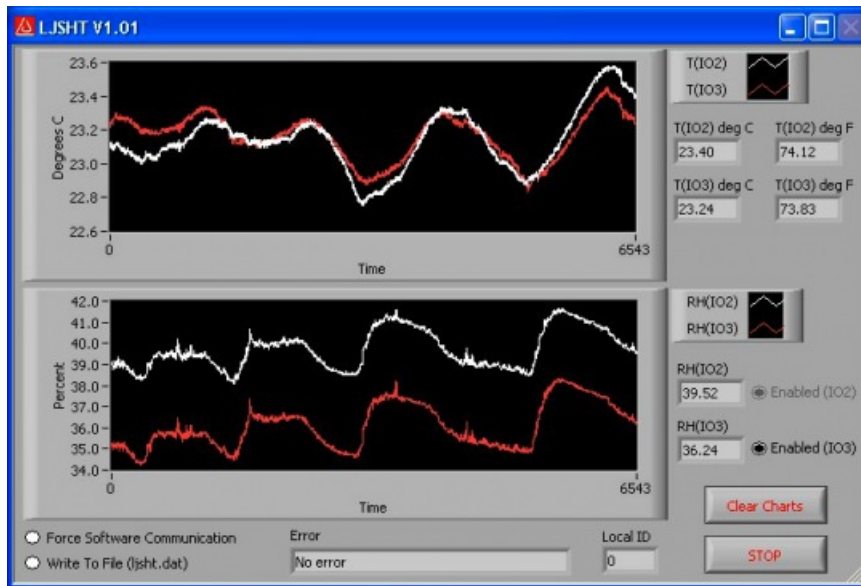 LJSHT V1.01
23.6
23.4
23.2
23.0
22.8
22.6
Degrees C
0
6543
Time
T(IO2)
T(IO3)
T(IO2) deg C T(IO2) deg F
23.40 74.12
T(IO3) deg C T(IO3) deg F
23.24 73.83
42.0
41.0
40.0
39.0
38.0
37.0
36.0
35.0
34.0
Percent
0
6543
Time
RH(IO2)
RH(IO3)
RH(IO2)
39.52 Enabled (IO2)
RH(IO3)
36.24 Enabled (IO3)
Clear Charts
STOP
Force Software Communication
Write To File (ljsht.dat)
Error
No error
Local ID
0